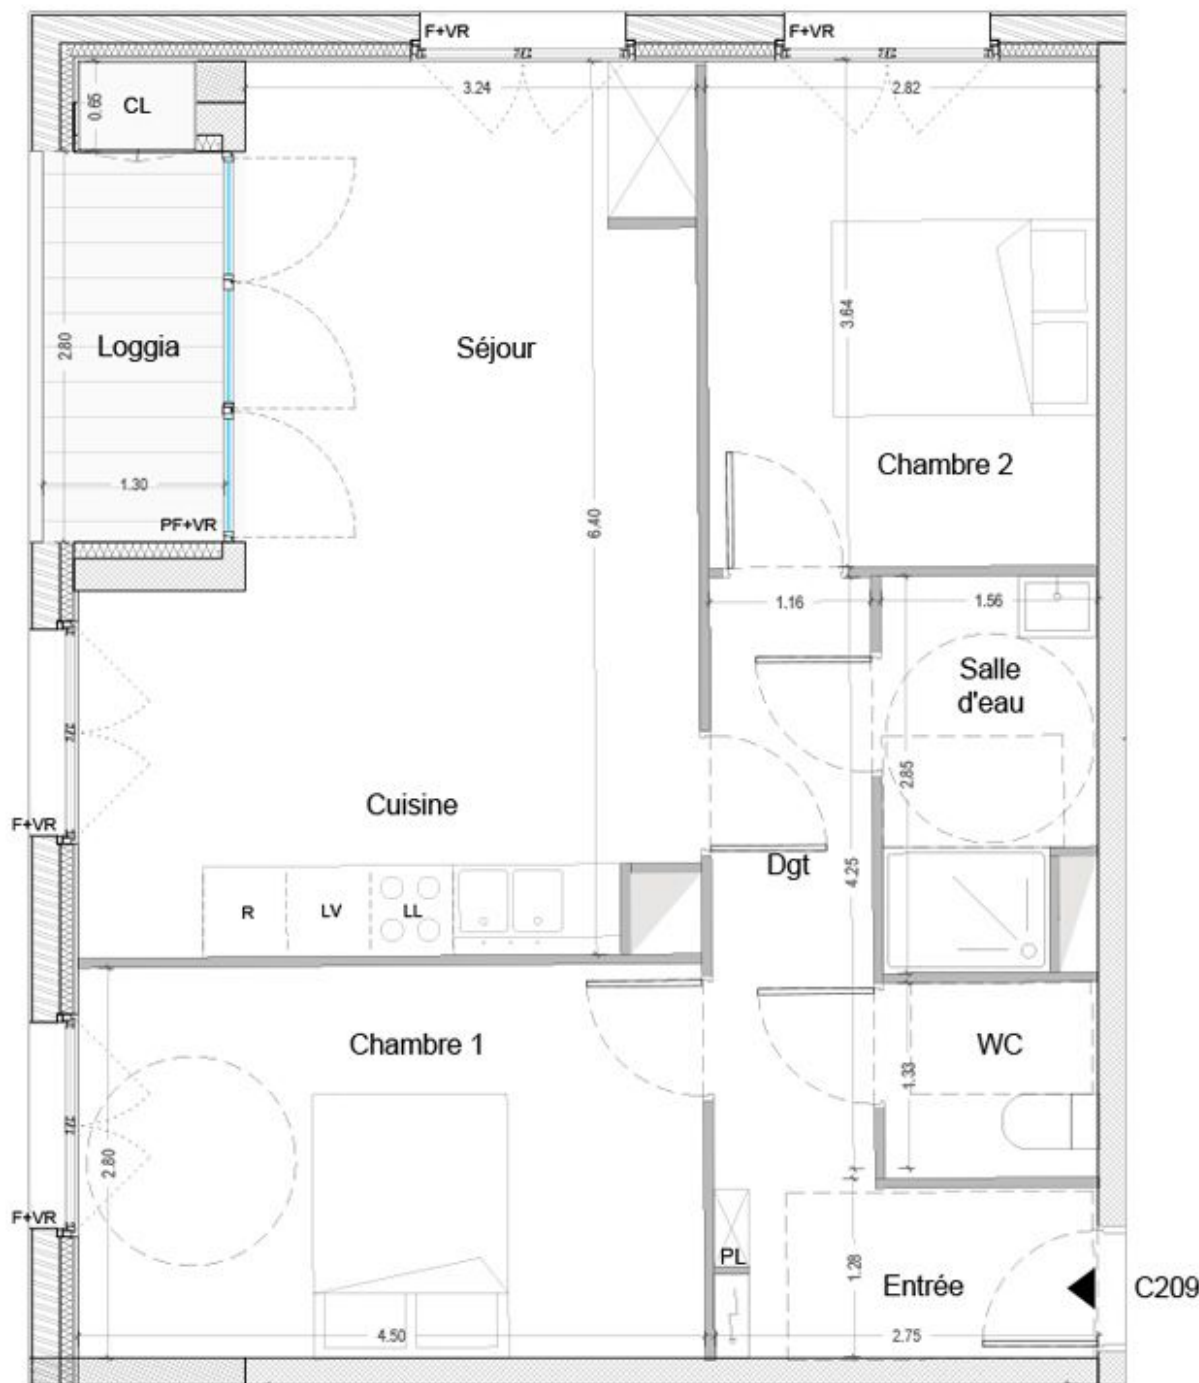 F+VR
F+VR
3.24
2.82
0.65
CL
2.80
Loggia
Séjour
3.64
1.30
PF+VR
6.40
Chambre 2
1.16
1.56
Salle
d'eau
2.85
F+VR
Cuisine
Dgt
4.25
R
LV
LL
Chambre 1
WC
1.33
2.80
F+VR
PL
1.28
Entrée
C209
4.50
2.75